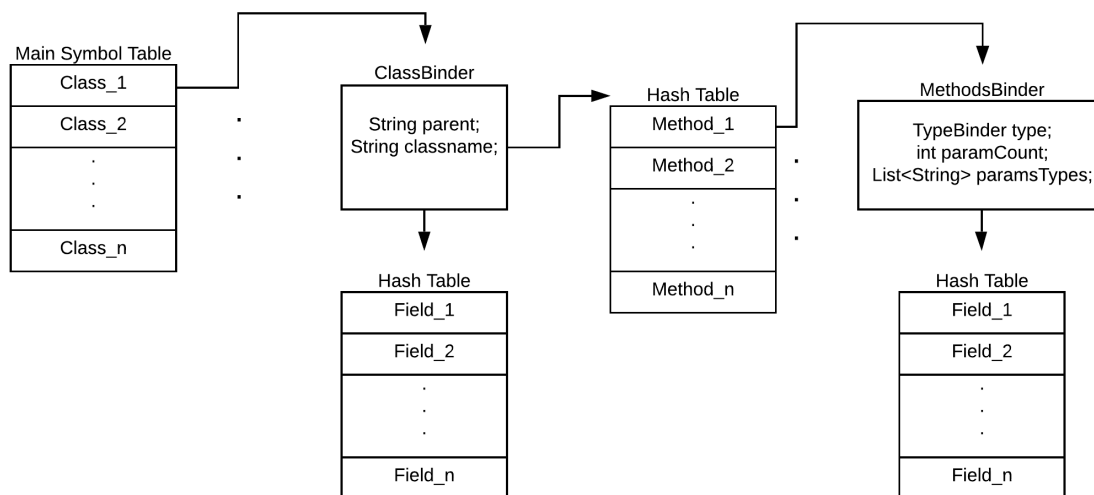 Main Symbol Table
Class_1
Class_2
.
.
.
Class_n
.
.
.
ClassBinder
String parent;
String classname;
Hash Table
Field_1
Field_2
.
.
.
Field_n
Hash Table
Method_1
Method_2
.
.
.
Method_n
.
.
.
MethodsBinder
TypeBinder type;
int paramCount;
List<String> paramsTypes;
Hash Table
Field_1
Field_2
.
.
.
Field_n